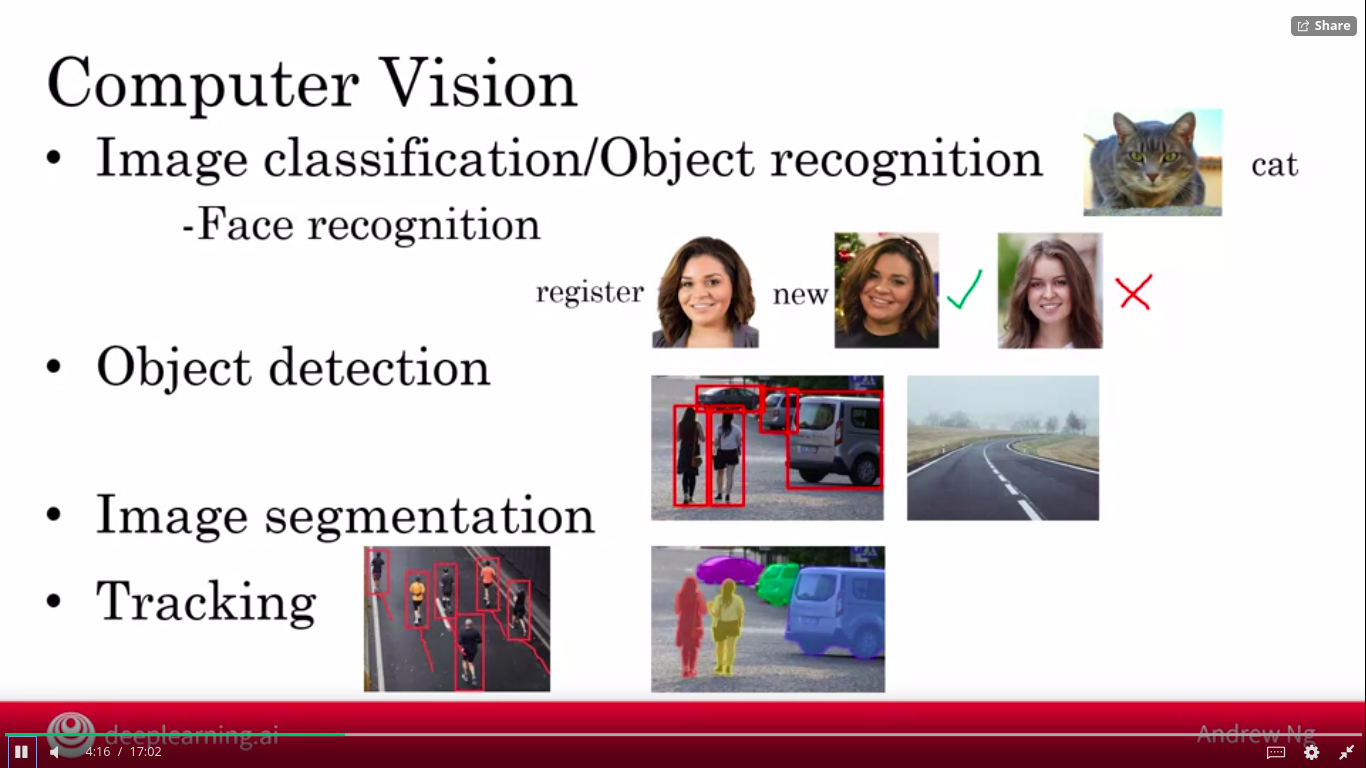 Share
Computer Vision
• Image classification/Object recognition
cat
-Face recognition
register
new
• Object detection
• Image segmentation
• Tracking
deeplearning.ai
Andrew Ng
4:16 / 17:02